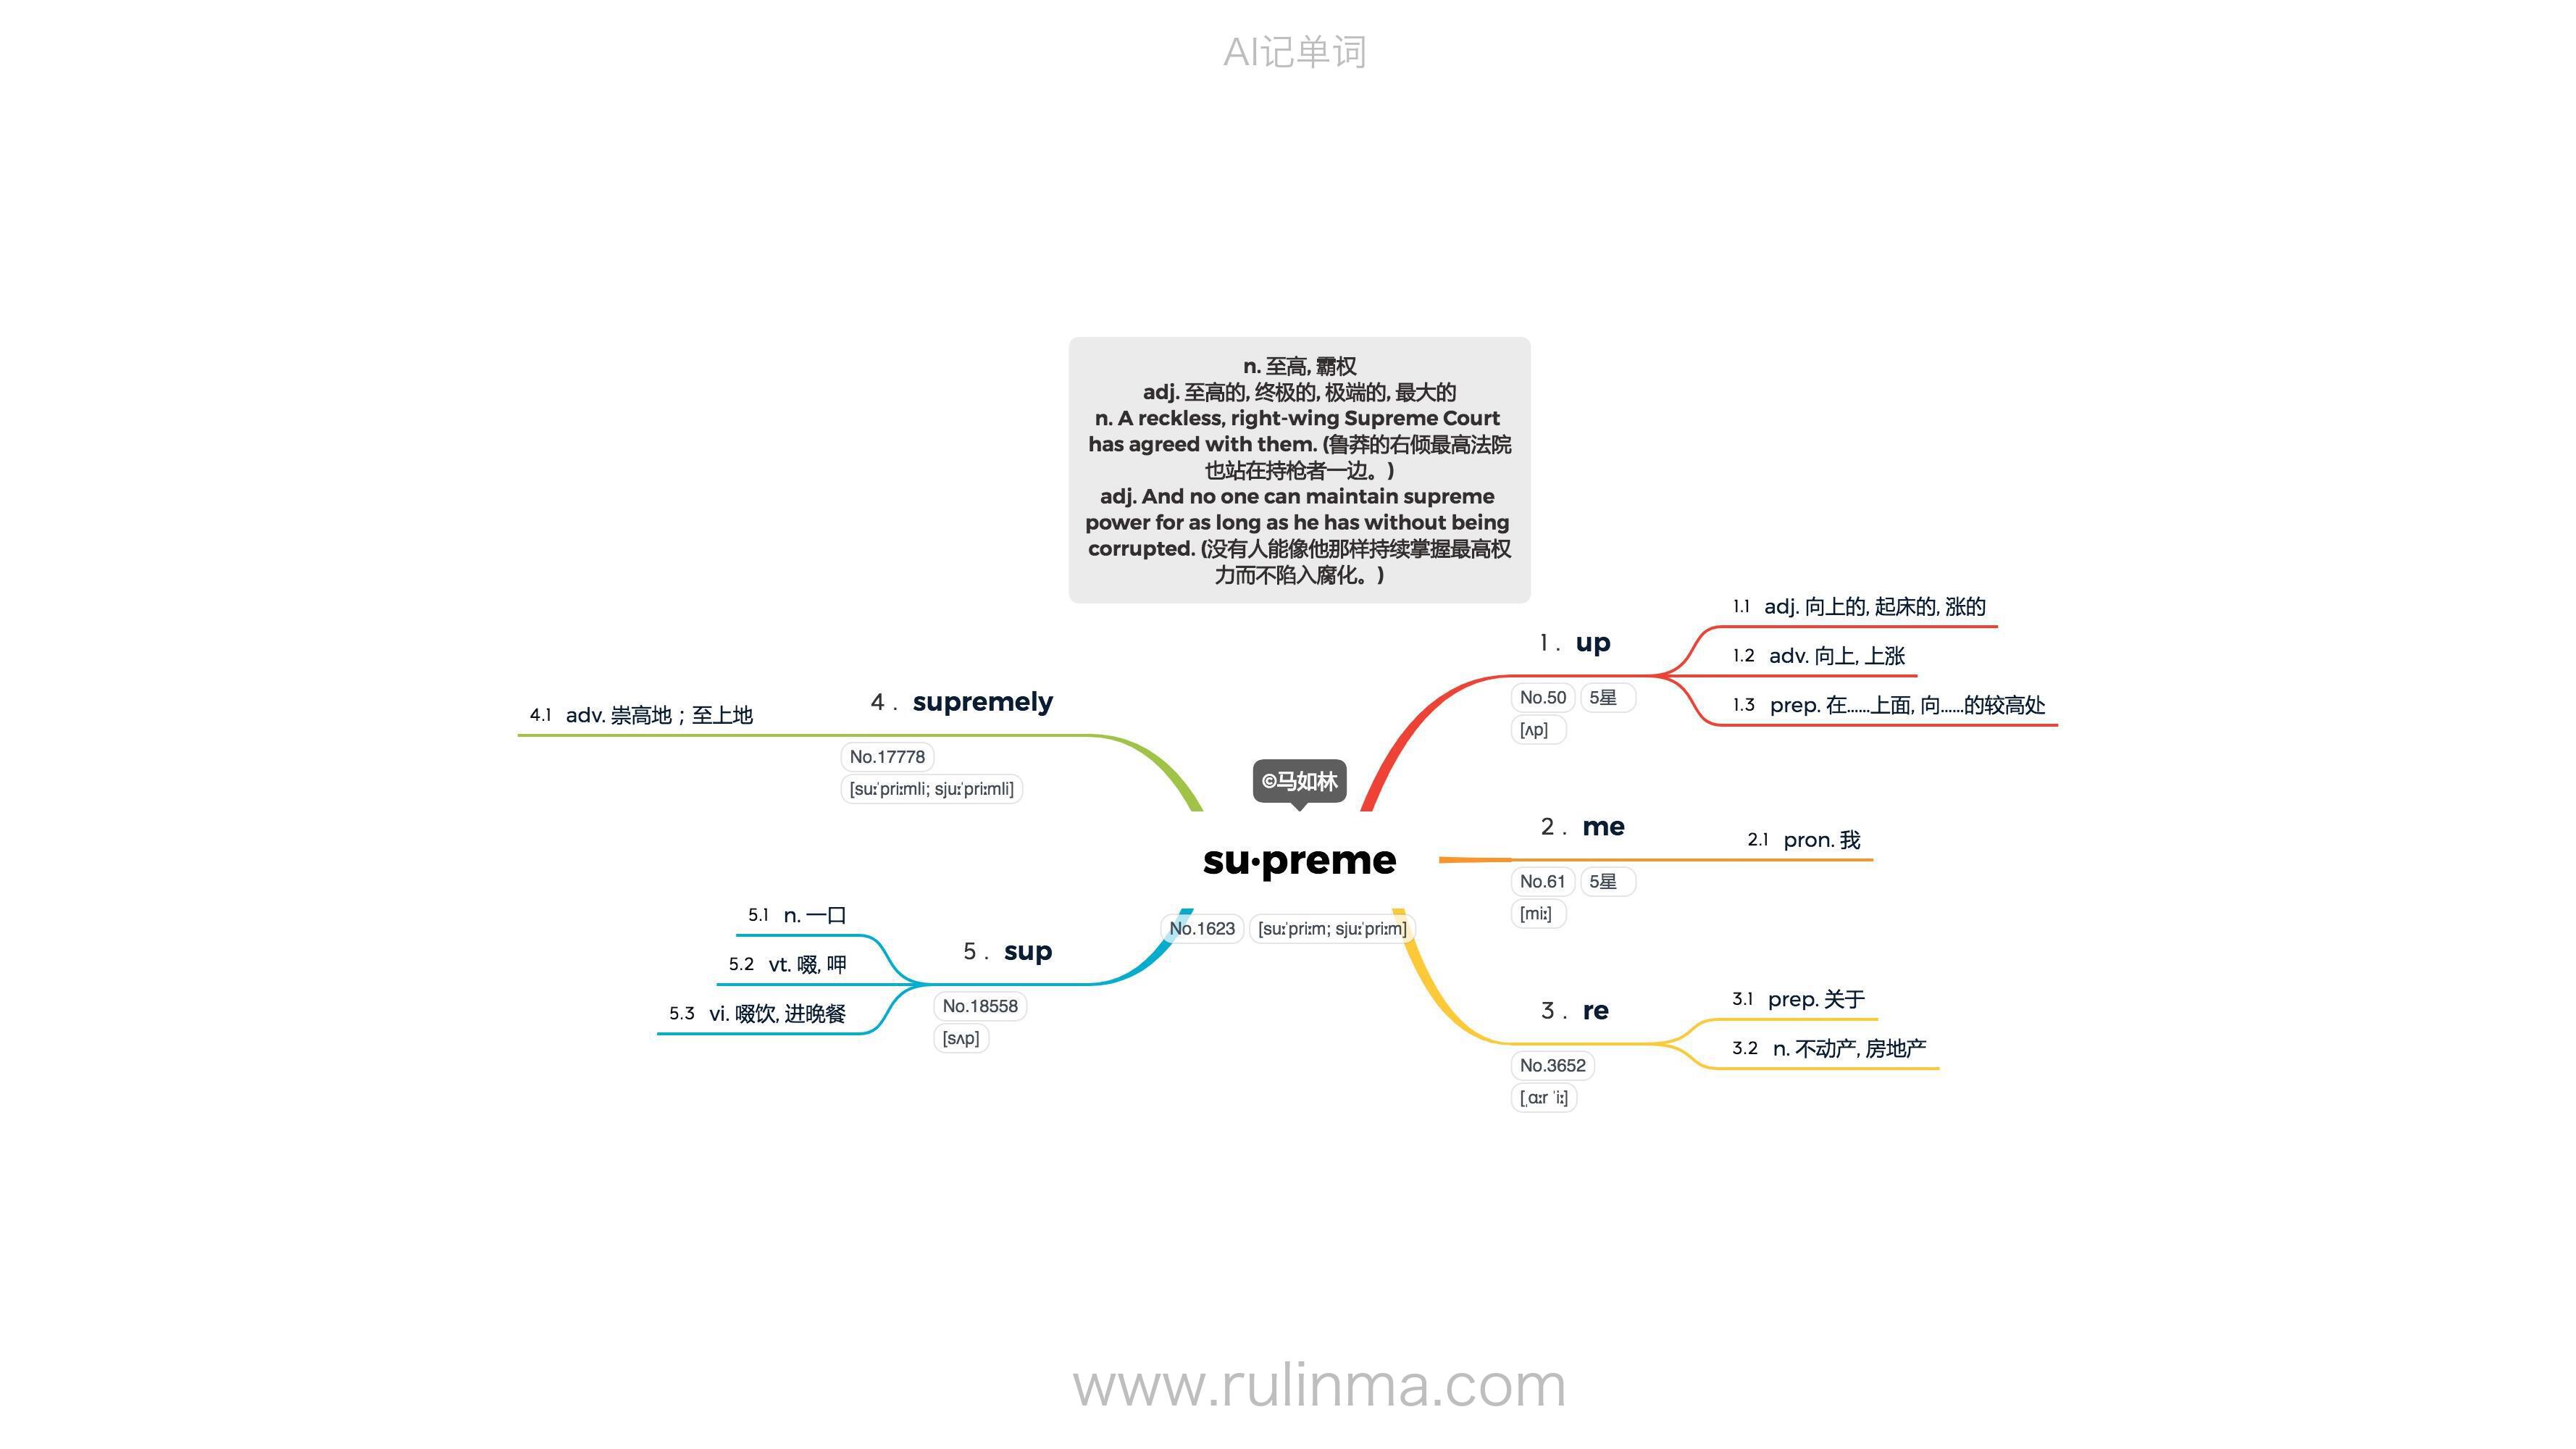 AI记单词
n. 至高, 霸权
adj. 至高的, 终极的, 极端的, 最大的
n. A reckless, right-wing Supreme Court
has agreed with them. (鲁莽的右倾最高法院
也站在持枪者一边。)
adj. And no one can maintain supreme
power for as long as he has without being
corrupted. (没有人能像他那样持续掌握最高权
力而不陷入腐化。)
©马如林
su·preme
No.1623 [suːˈpriːm; sjuːˈpriːm]
1. up
No.50 5星
[ʌp]
1.1 adj. 向上的, 起床的, 涨的
1.2 adv. 向上, 上涨
1.3 prep. 在……上面, 向……的较高处
2. me
No.61 5星
[miː]
2.1 pron. 我
3. re
No.3652
[ˌɑːr ˈiː]
3.1 prep. 关于
3.2 n. 不动产, 房地产
4. supremely
No.17778
[suːˈpriːmli; sjuːˈpriːmli]
4.1 adv. 崇高地；至上地
5. sup
No.18558
[sʌp]
5.1 n. 一口
5.2 vt. 啜, 呷
5.3 vi. 啜饮, 进晚餐
www.rulinma.com